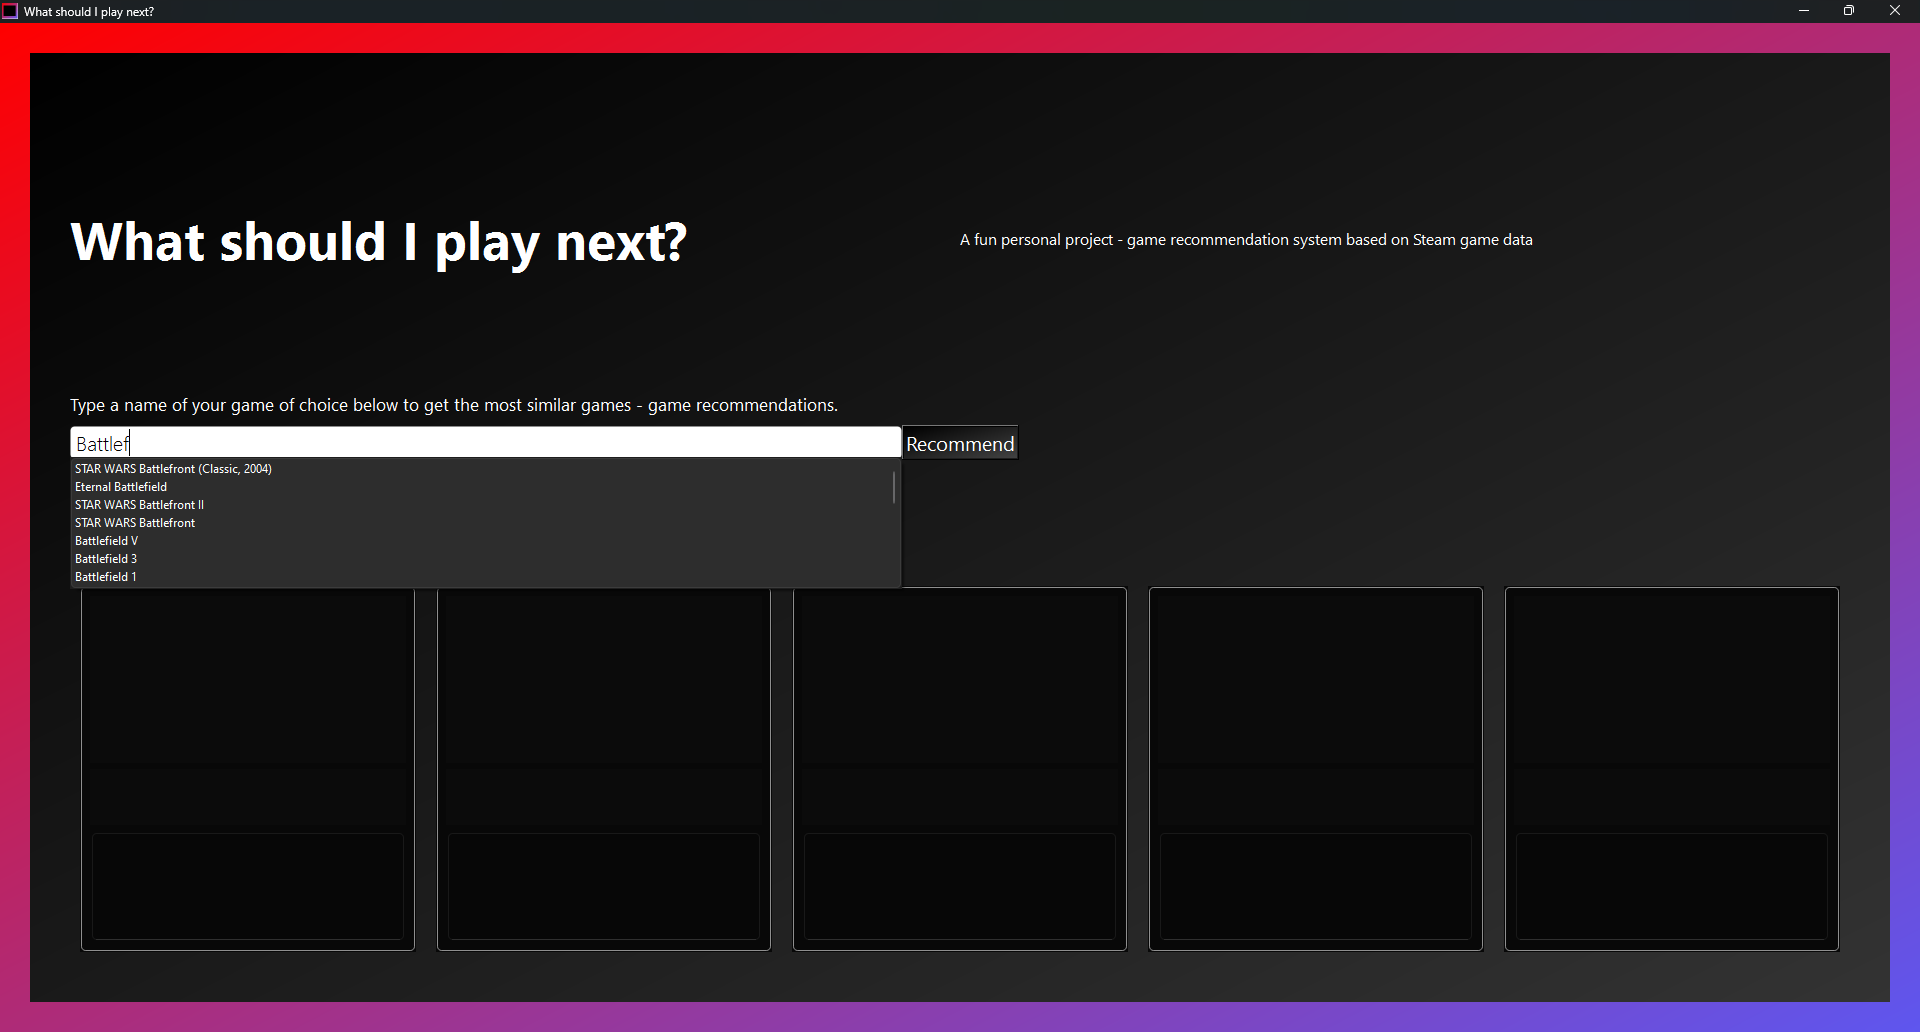 What should I play next?
What should I play next?
A fun personal project - game recommendation system based on Steam game data
Type a name of your game of choice below to get the most similar games - game recommendations.
Battlef
Recommend
STAR WARS Battlefront (Classic, 2004)
Eternal Battlefield
STAR WARS Battlefront II
STAR WARS Battlefront
Battlefield V
Battlefield 3
Battlefield 1